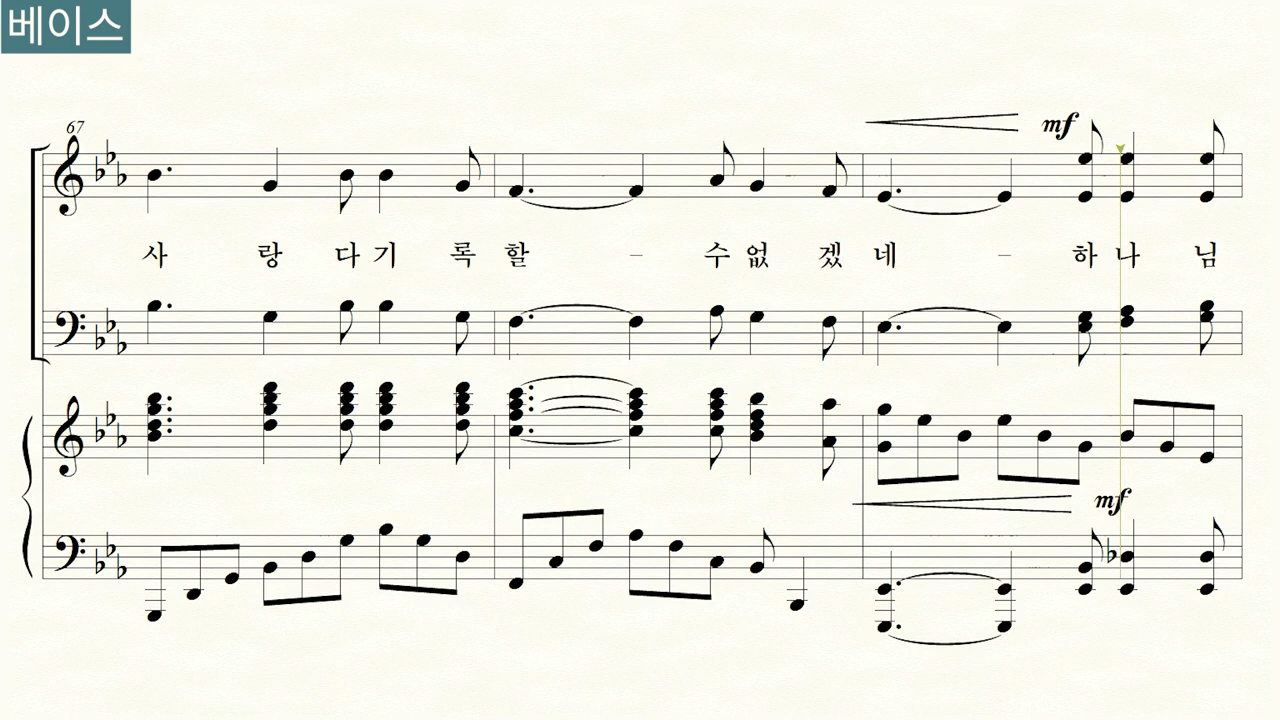 베이스
67
mf
사 랑 다 기 록 할 - 수 없 겠 네 - 하 나 님
mf